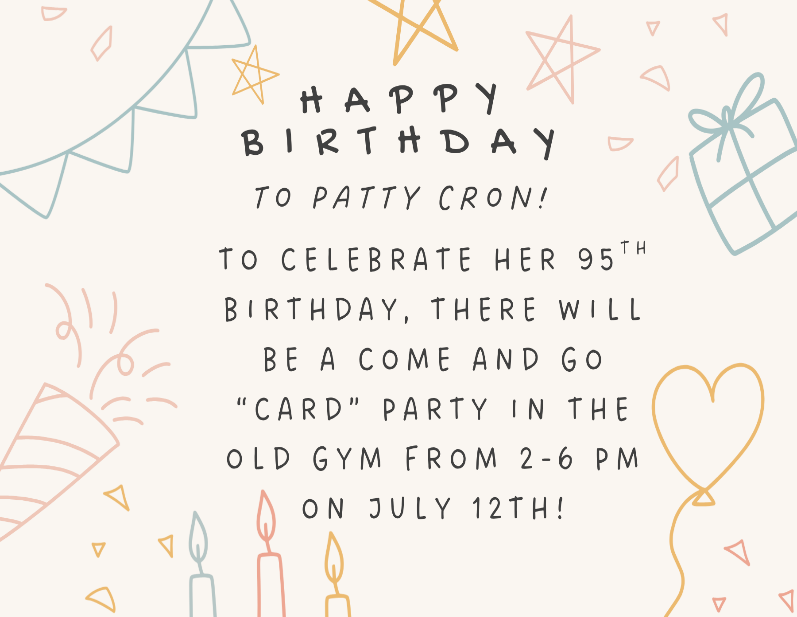 HAPPY
BIRTHDAY
TO PATTY CRON!
TO CELEBRATE HER 95TH
BIRTHDAY, THERE WILL
BE A COME AND GO
“CARD” PARTY IN THE
OLD GYM FROM 2-6 PM
ON JULY 12TH!